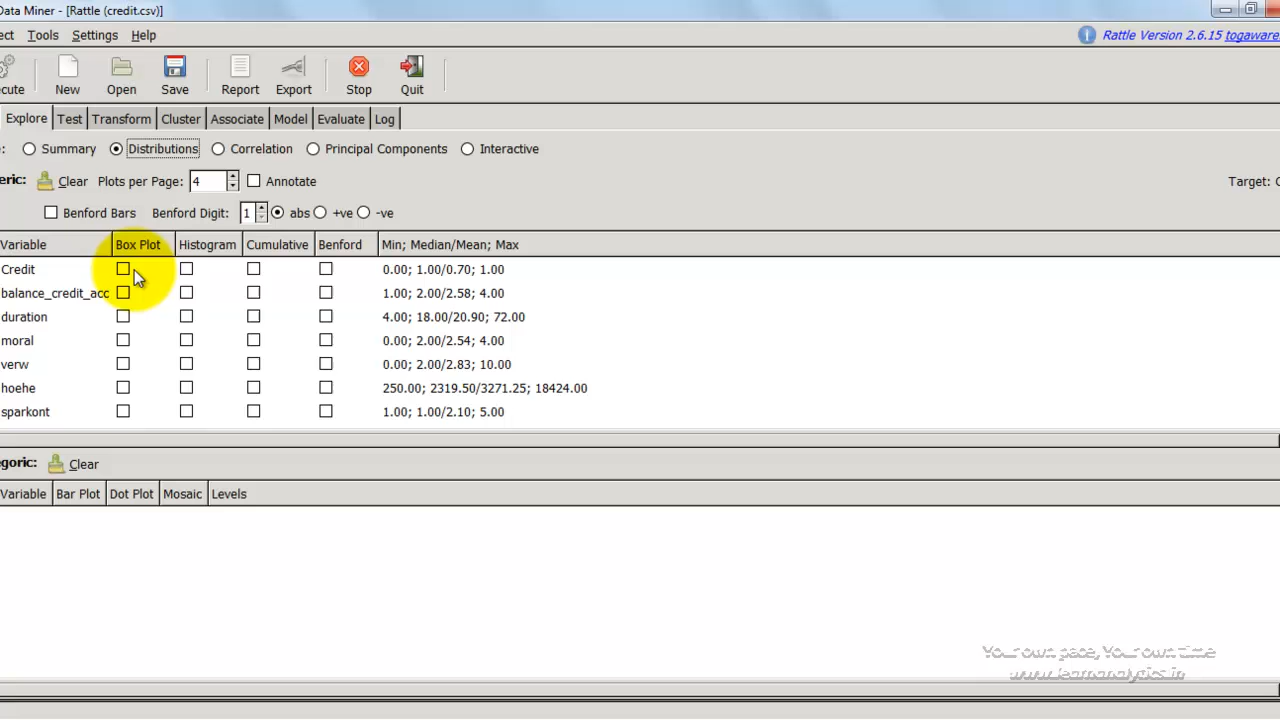 Data Miner - [Rattle (credit.csv)]
ect Tools Settings Help
Rattle Version 2.6.15 togaware
cute New Open Save Report Export Stop Quit
Explore Test Transform Cluster Associate Model Evaluate Log
e: Summary Distributions Correlation Principal Components Interactive
eric: Clear Plots per Page: 4 Annotate Target: C
Benford Bars Benford Digit: 1 abs +ve -ve
Variable Box Plot Histogram Cumulative Benford Min; Median/Mean; Max
Credit 0.00; 1.00/0.70; 1.00
balance_credit_acc 1.00; 2.00/2.58; 4.00
duration 4.00; 18.00/20.90; 72.00
moral 0.00; 2.00/2.54; 4.00
verw 0.00; 2.00/2.83; 10.00
hoehe 250.00; 2319.50/3271.25; 18424.00
sparkont 1.00; 1.00/2.10; 5.00
egoric: Clear
Variable Bar Plot Dot Plot Mosaic Levels
Your own pace, Your own time
www.learnanalytics.in